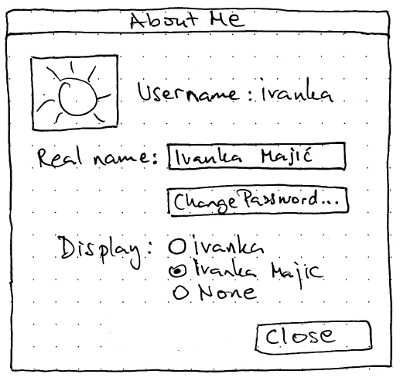 About Me
Username: ivanka
Real name: Ivanka Majić
Change Password...
Display: ivanka
Ivanka Majic
None
Close